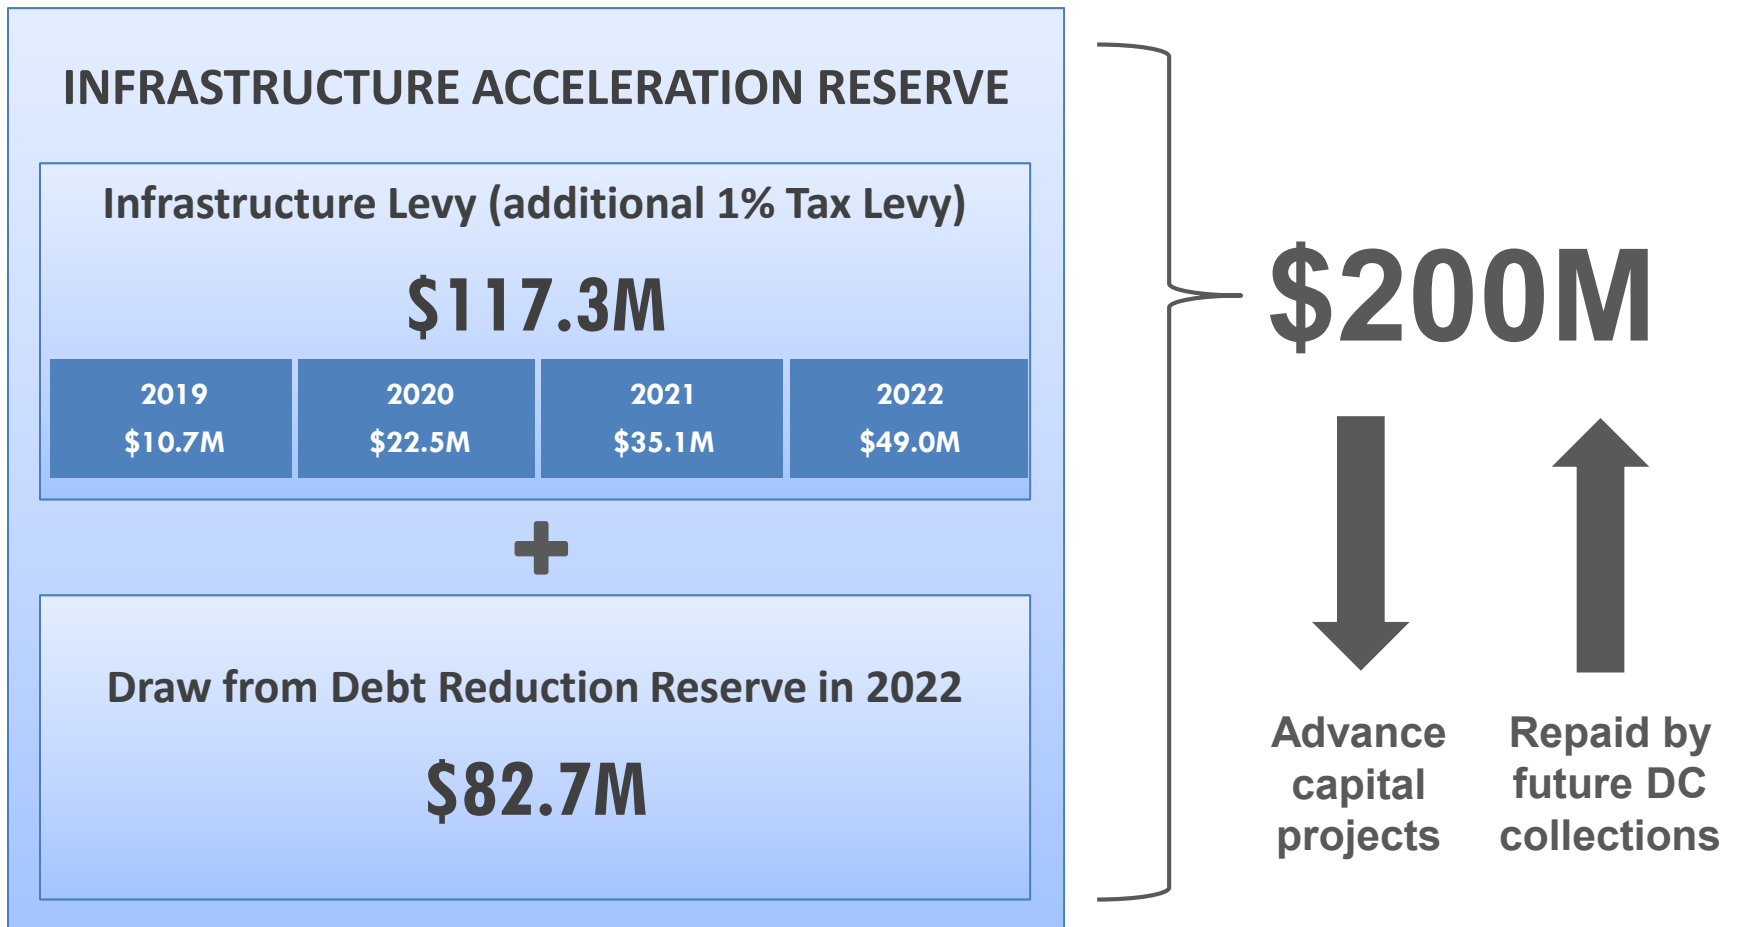 INFRASTRUCTURE ACCELERATION RESERVE
Infrastructure Levy (additional 1% Tax Levy)
$117.3M
2019
$10.7M
2020
$22.5M
2021
$35.1M
2022
$49.0M
+
Draw from Debt Reduction Reserve in 2022
$82.7M
$200M
Advance
capital
projects
Repaid by
future DC
collections